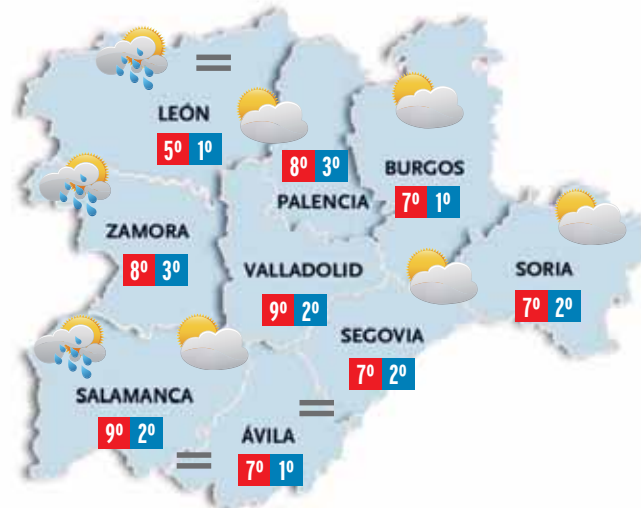 LEÓN
5º 1º
8º 3º
PALENCIA
BURGOS
7º 1º
ZAMORA
8º 3º
VALLADOLID
9º 2º
SORIA
7º 2º
SEGOVIA
7º 2º
SALAMANCA
9º 2º
ÁVILA
7º 1º